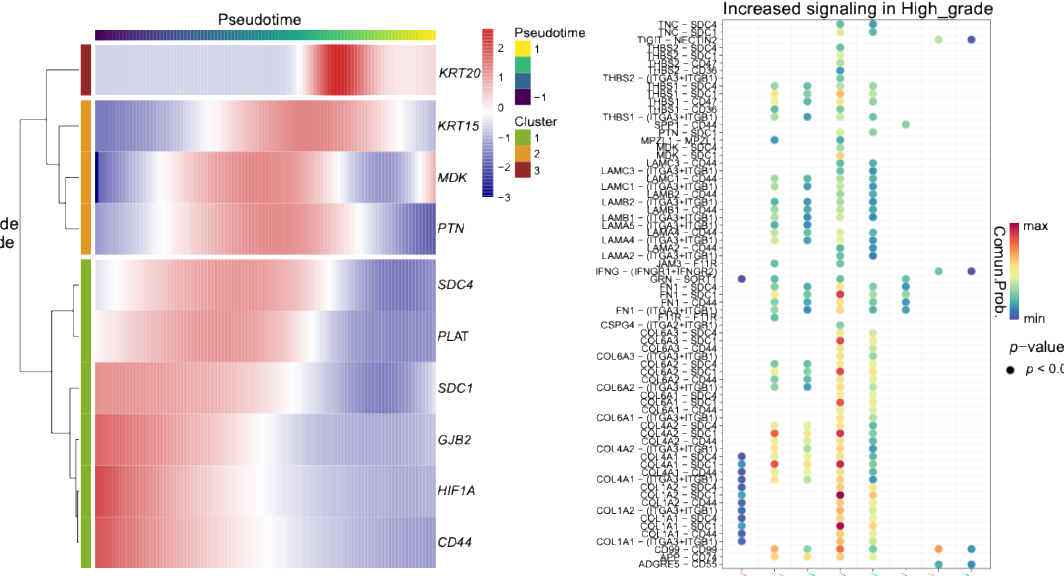 Pseudotime
KRT20
KRT15
MDK
PTN
SDC4
PLAT
SDC1
GJB2
HIF1A
CD44
de
de
2
1
0
−1
−2
−3
Pseudotime
1
−1
Cluster
1
2
3
Increased signaling in High_grade
TNC − SDC4
TNC − SDC1
TIGIT − NECTIN2
THBS2 − SDC4
THBS2 − SDC1
THBS2 − CD47
THBS2 − CD36
THBS2 − (ITGA3+ITGB1)
THBS1 − SDC4
THBS1 − SDC1
THBS1 − CD47
THBS1 − CD36
THBS1 − (ITGA3+ITGB1)
SPP1 − CD44
PTN − SDC1
MPZL1 − MPZL1
MDK − SDC4
MDK − SDC1
LAMC3 − CD44
LAMC3 − (ITGA3+ITGB1)
LAMC1 − CD44
LAMC1 − (ITGA3+ITGB1)
LAMB2 − CD44
LAMB2 − (ITGA3+ITGB1)
LAMB1 − CD44
LAMB1 − (ITGA3+ITGB1)
LAMA5 − (ITGA3+ITGB1)
LAMA4 − CD44
LAMA4 − (ITGA3+ITGB1)
LAMA2 − CD44
LAMA2 − (ITGA3+ITGB1)
JAM3 − F11R
IFNG − (IFNGR1+IFNGR2)
GRN − SORT1
FN1 − SDC4
FN1 − SDC1
FN1 − CD44
FN1 − (ITGA3+ITGB1)
F11R − F11R
CSPG4 − (ITGA2+ITGB1)
COL6A3 − SDC4
COL6A3 − SDC1
COL6A3 − CD44
COL6A3 − (ITGA3+ITGB1)
COL6A2 − SDC4
COL6A2 − SDC1
COL6A2 − CD44
COL6A2 − (ITGA3+ITGB1)
COL6A1 − SDC4
COL6A1 − SDC1
COL6A1 − CD44
COL6A1 − (ITGA3+ITGB1)
COL4A2 − SDC4
COL4A2 − SDC1
COL4A2 − CD44
COL4A2 − (ITGA3+ITGB1)
COL4A1 − SDC4
COL4A1 − SDC1
COL4A1 − CD44
COL4A1 − (ITGA3+ITGB1)
COL1A2 − SDC4
COL1A2 − SDC1
COL1A2 − CD44
COL1A2 − (ITGA3+ITGB1)
COL1A1 − SDC4
COL1A1 − SDC1
COL1A1 − CD44
COL1A1 − (ITGA3+ITGB1)
CD99 − CD99
APP − CD74
ADGRE5 − CD55
Commun.Prob.
max
min
p−value
p < 0.0